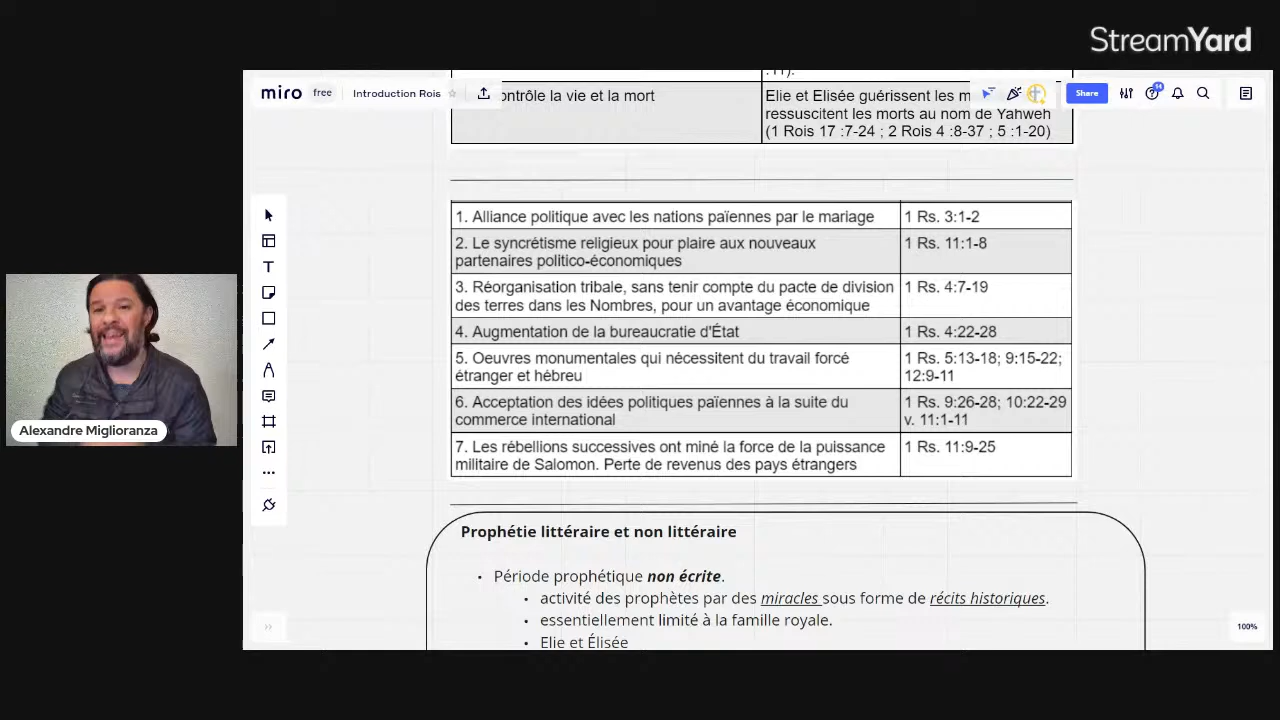 StreamYard
miro free Introduction Rois
Share
14
: 11).
ontrôle la vie et la mort
Elie et Elisée guérissent les m
ressuscitent les morts au nom de Yahweh
(1 Rois 17 :7-24 ; 2 Rois 4 :8-37 ; 5 :1-20)
1. Alliance politique avec les nations païennes par le mariage
1 Rs. 3:1-2
2. Le syncrétisme religieux pour plaire aux nouveaux
partenaires politico-économiques
1 Rs. 11:1-8
3. Réorganisation tribale, sans tenir compte du pacte de division
des terres dans les Nombres, pour un avantage économique
1 Rs. 4:7-19
4. Augmentation de la bureaucratie d'État
1 Rs. 4:22-28
5. Oeuvres monumentales qui nécessitent du travail forcé
étranger et hébreu
1 Rs. 5:13-18; 9:15-22;
12:9-11
6. Acceptation des idées politiques païennes à la suite du
commerce international
1 Rs. 9:26-28; 10:22-29
v. 11:1-11
7. Les rébellions successives ont miné la force de la puissance
militaire de Salomon. Perte de revenus des pays étrangers
1 Rs. 11:9-25
Alexandre Miglioranza
Prophétie littéraire et non littéraire
• Période prophétique non écrite.
• activité des prophètes par des miracles sous forme de récits historiques.
• essentiellement limité à la famille royale.
• Elie et Élisée
100%